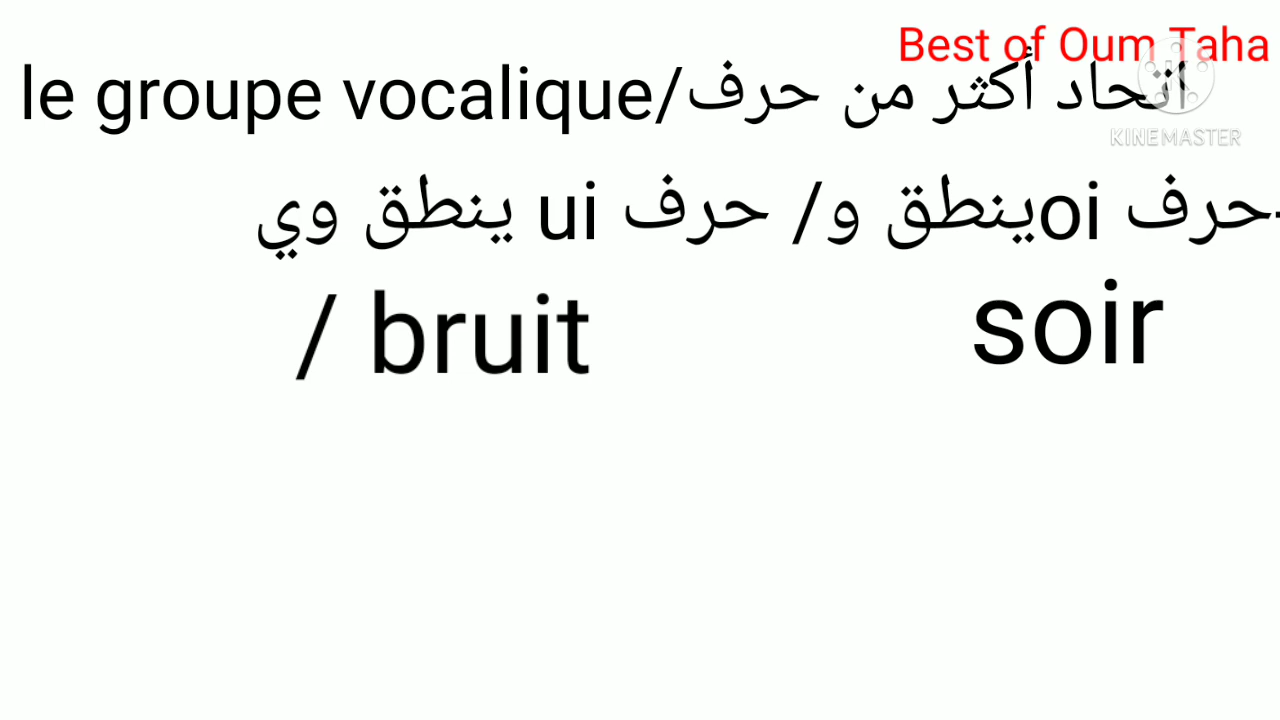 Best of Oum Taha
le groupe vocalique/اتحاد أكثر من حرف
KINEMASTER
-حرف oiينطق و/ حرف ui ينطق وي
/ bruit soir